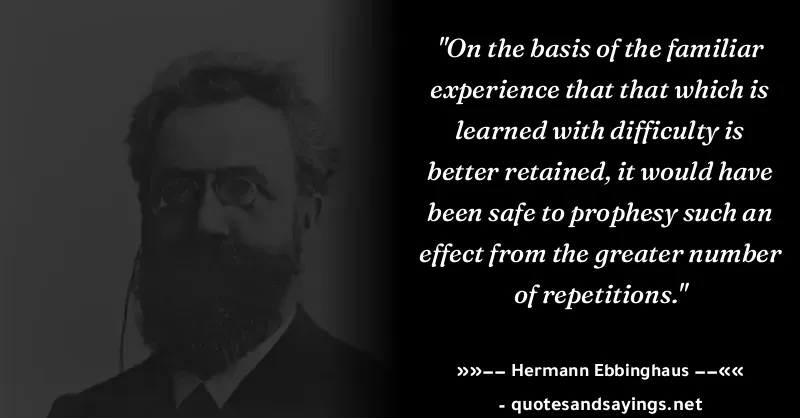 "On the basis of the familiar
experience that that which is
learned with difficulty is
better retained, it would have
been safe to prophesy such an
effect from the greater number
of repetitions."
»»−− Hermann Ebbinghaus −−««
- quotesandsayings.net